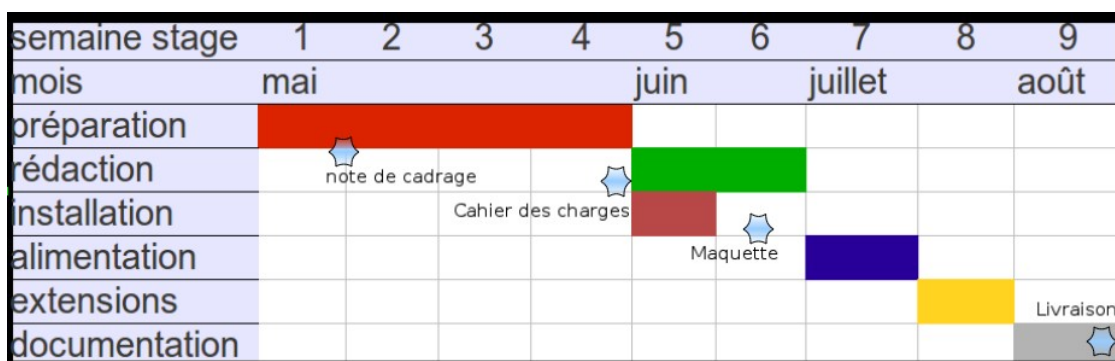 semaine stage 1 2 3 4 5 6 7 8 9
mois mai juin juillet août
préparation
rédaction
note de cadrage
installation
Cahier des charges
alimentation
Maquette
extensions
Livraison
documentation